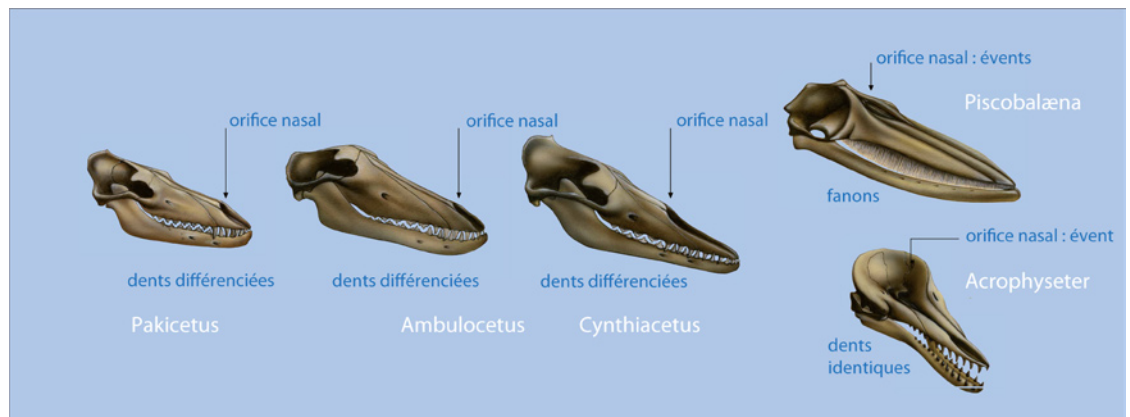 orifice nasal
dents différenciées
Pakicetus
orifice nasal
dents différenciées
Ambulocetus
orifice nasal
dents différenciées
Cynthiacetus
orifice nasal : évents
Piscobalæna
fanons
orifice nasal : évent
Acrophyseter
dents
identiques